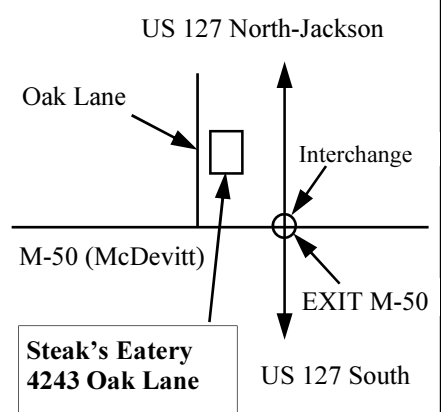 US 127 North-Jackson
Oak Lane
Interchange
M-50 (McDevitt)
EXIT M-50
Steak's Eatery
4243 Oak Lane
US 127 South